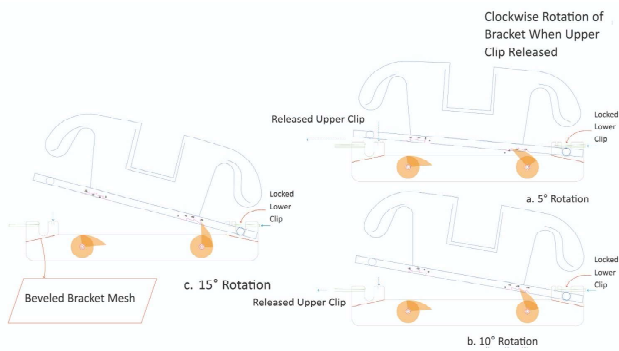 Clockwise Rotation of
Bracket When Upper
Clip Released
Released Upper Clip
Locked
Lower
Clip
a. 5° Rotation
Locked
Lower
Clip
c. 15° Rotation
Beveled Bracket Mesh
Released Upper Clip
Locked
Lower
Clip
b. 10° Rotation